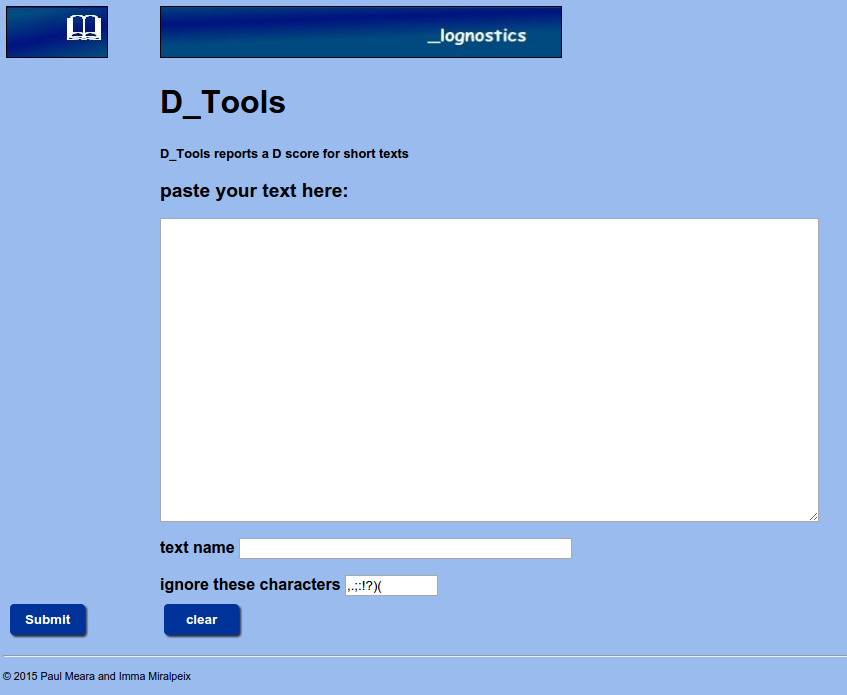 _lognostics
D_Tools
D_Tools reports a D score for short texts
paste your text here:
text name
ignore these characters ,.;:!?)(
Submit clear
© 2015 Paul Meara and Imma Miralpeix